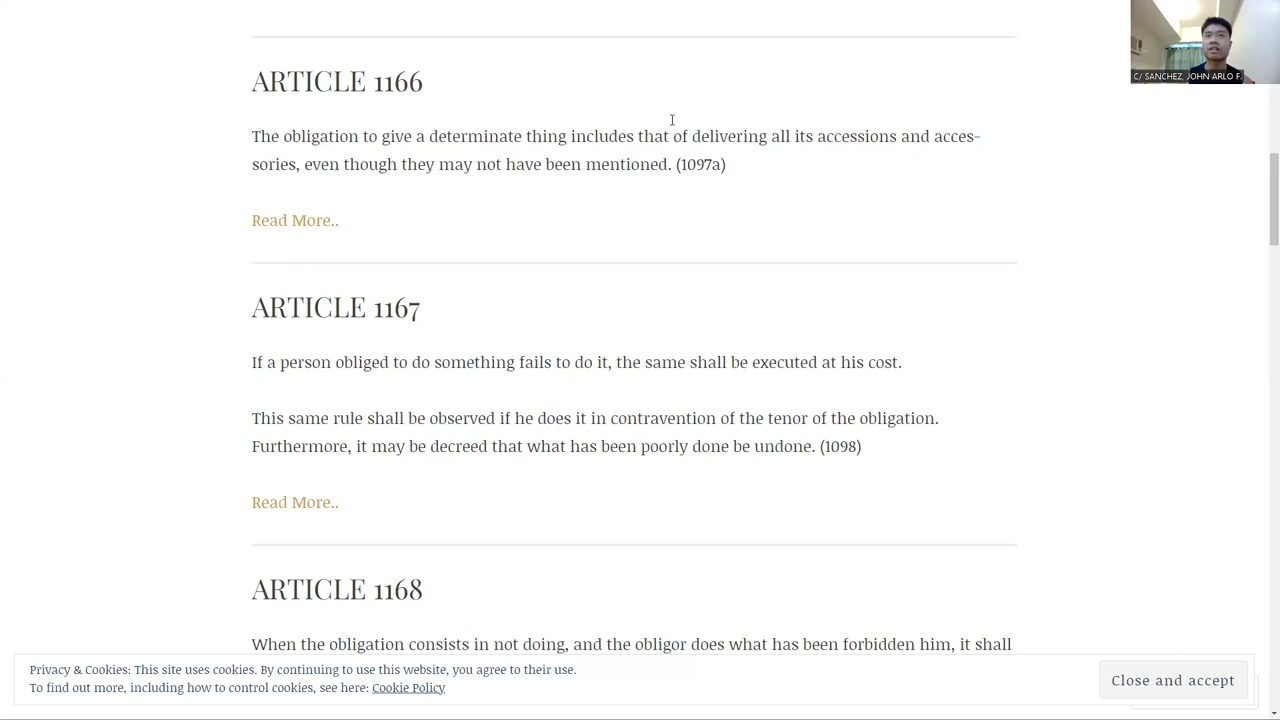 C/ SANCHEZ, JOHN ARLO F.
ARTICLE 1166
The obligation to give a determinate thing includes that of delivering all its accessions and acces-
sories, even though they may not have been mentioned. (1097a)
Read More..
ARTICLE 1167
If a person obliged to do something fails to do it, the same shall be executed at his cost.
This same rule shall be observed if he does it in contravention of the tenor of the obligation.
Furthermore, it may be decreed that what has been poorly done be undone. (1098)
Read More..
ARTICLE 1168
When the obligation consists in not doing, and the obligor does what has been forbidden him, it shall
Privacy & Cookies: This site uses cookies. By continuing to use this website, you agree to their use.
To find out more, including how to control cookies, see here: Cookie Policy
Close and accept